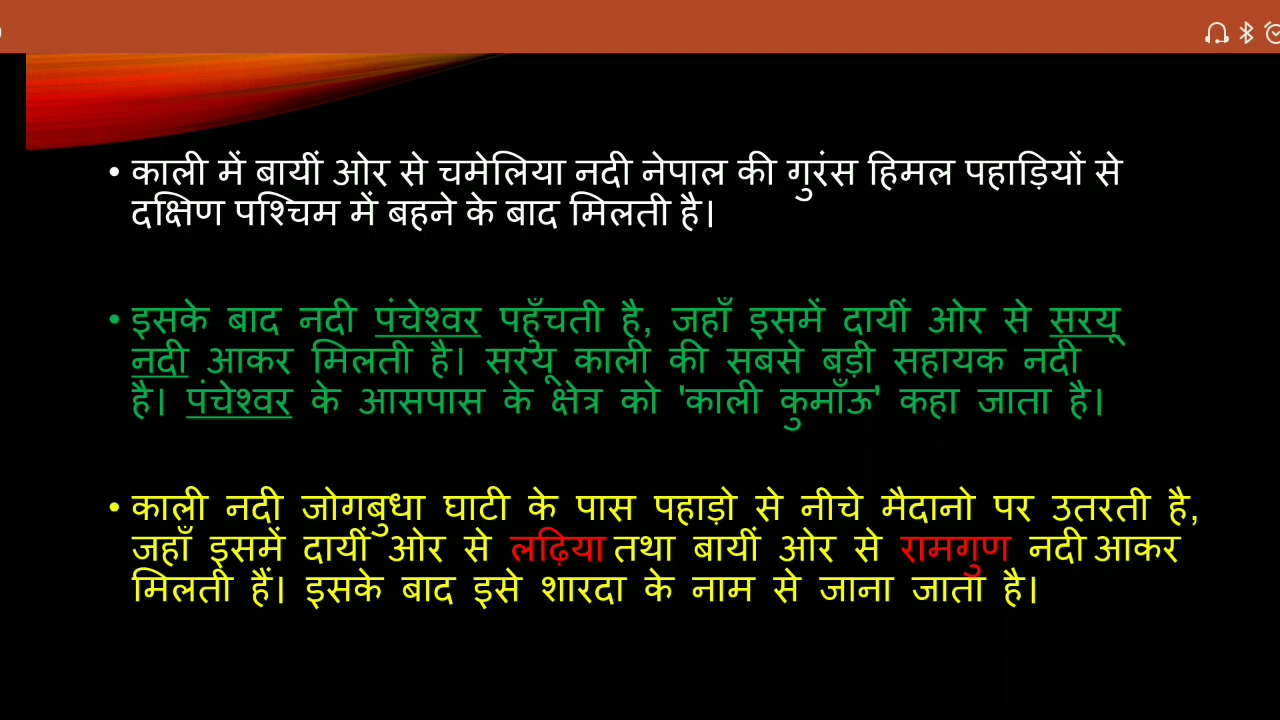 • काली में बायीं ओर से चमेलिया नदी नेपाल की गुरंस हिमल पहाड़ियों से
दक्षिण पश्चिम में बहने के बाद मिलती है।
• इसके बाद नदी पंचेश्वर पहुँचती है, जहाँ इसमें दायीं ओर से सरयू
नदी आकर मिलती है। सरयू काली की सबसे बड़ी सहायक नदी
है। पंचेश्वर के आसपास के क्षेत्र को 'काली कुमाँऊ' कहा जाता है।
• काली नदी जोगबुधा घाटी के पास पहाड़ो से नीचे मैदानो पर उतरती है,
जहाँ इसमें दायीं ओर से लढ़िया तथा बायीं ओर से रामगुण नदी आकर
मिलती हैं। इसके बाद इसे शारदा के नाम से जाना जाता है।